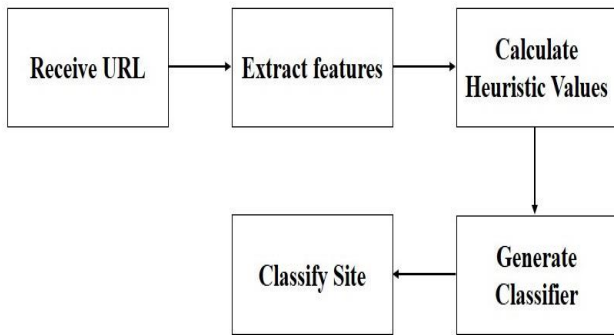 Receive URL
Extract features
Calculate
Heuristic Values
Generate
Classifier
Classify Site